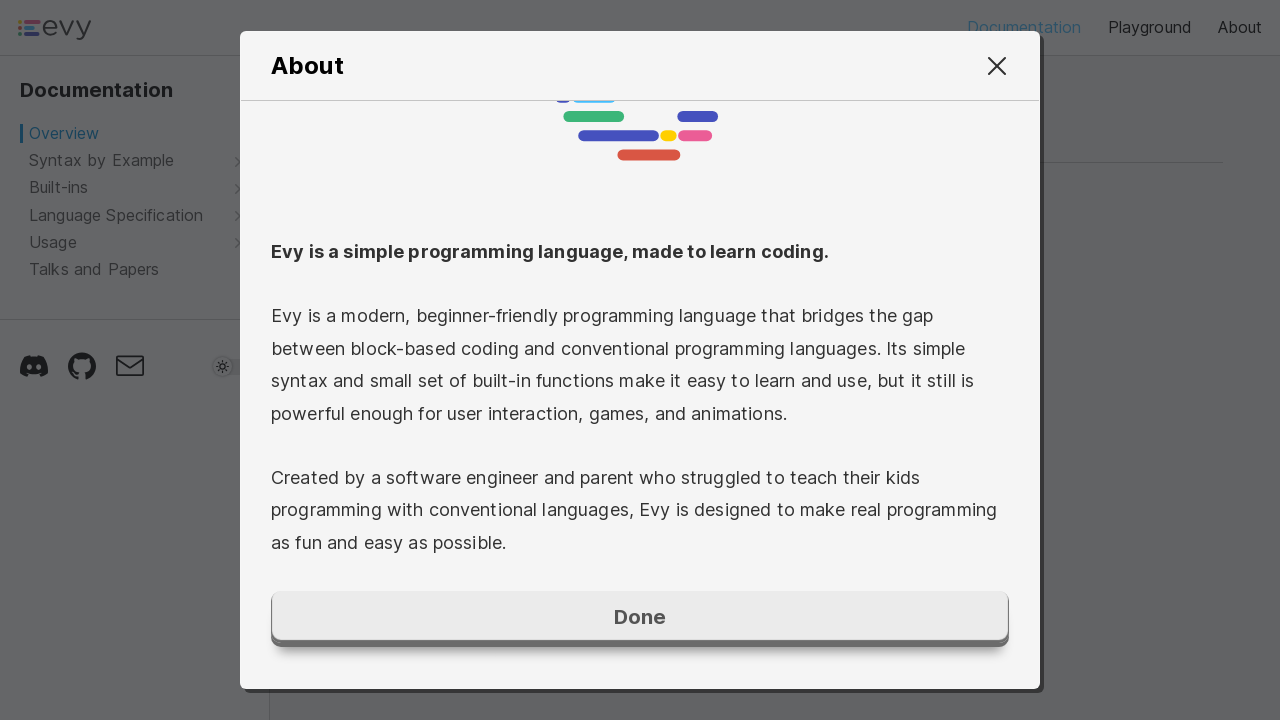 evy
Documentation
Playground
About
Documentation
Overview
Syntax by Example
Built-ins
Language Specification
Usage
Talks and Papers
About
Evy is a simple programming language, made to learn coding.
Evy is a modern, beginner-friendly programming language that bridges the gap
between block-based coding and conventional programming languages. Its simple
syntax and small set of built-in functions make it easy to learn and use, but it still is
powerful enough for user interaction, games, and animations.
Created by a software engineer and parent who struggled to teach their kids
programming with conventional languages, Evy is designed to make real programming
as fun and easy as possible.
Done